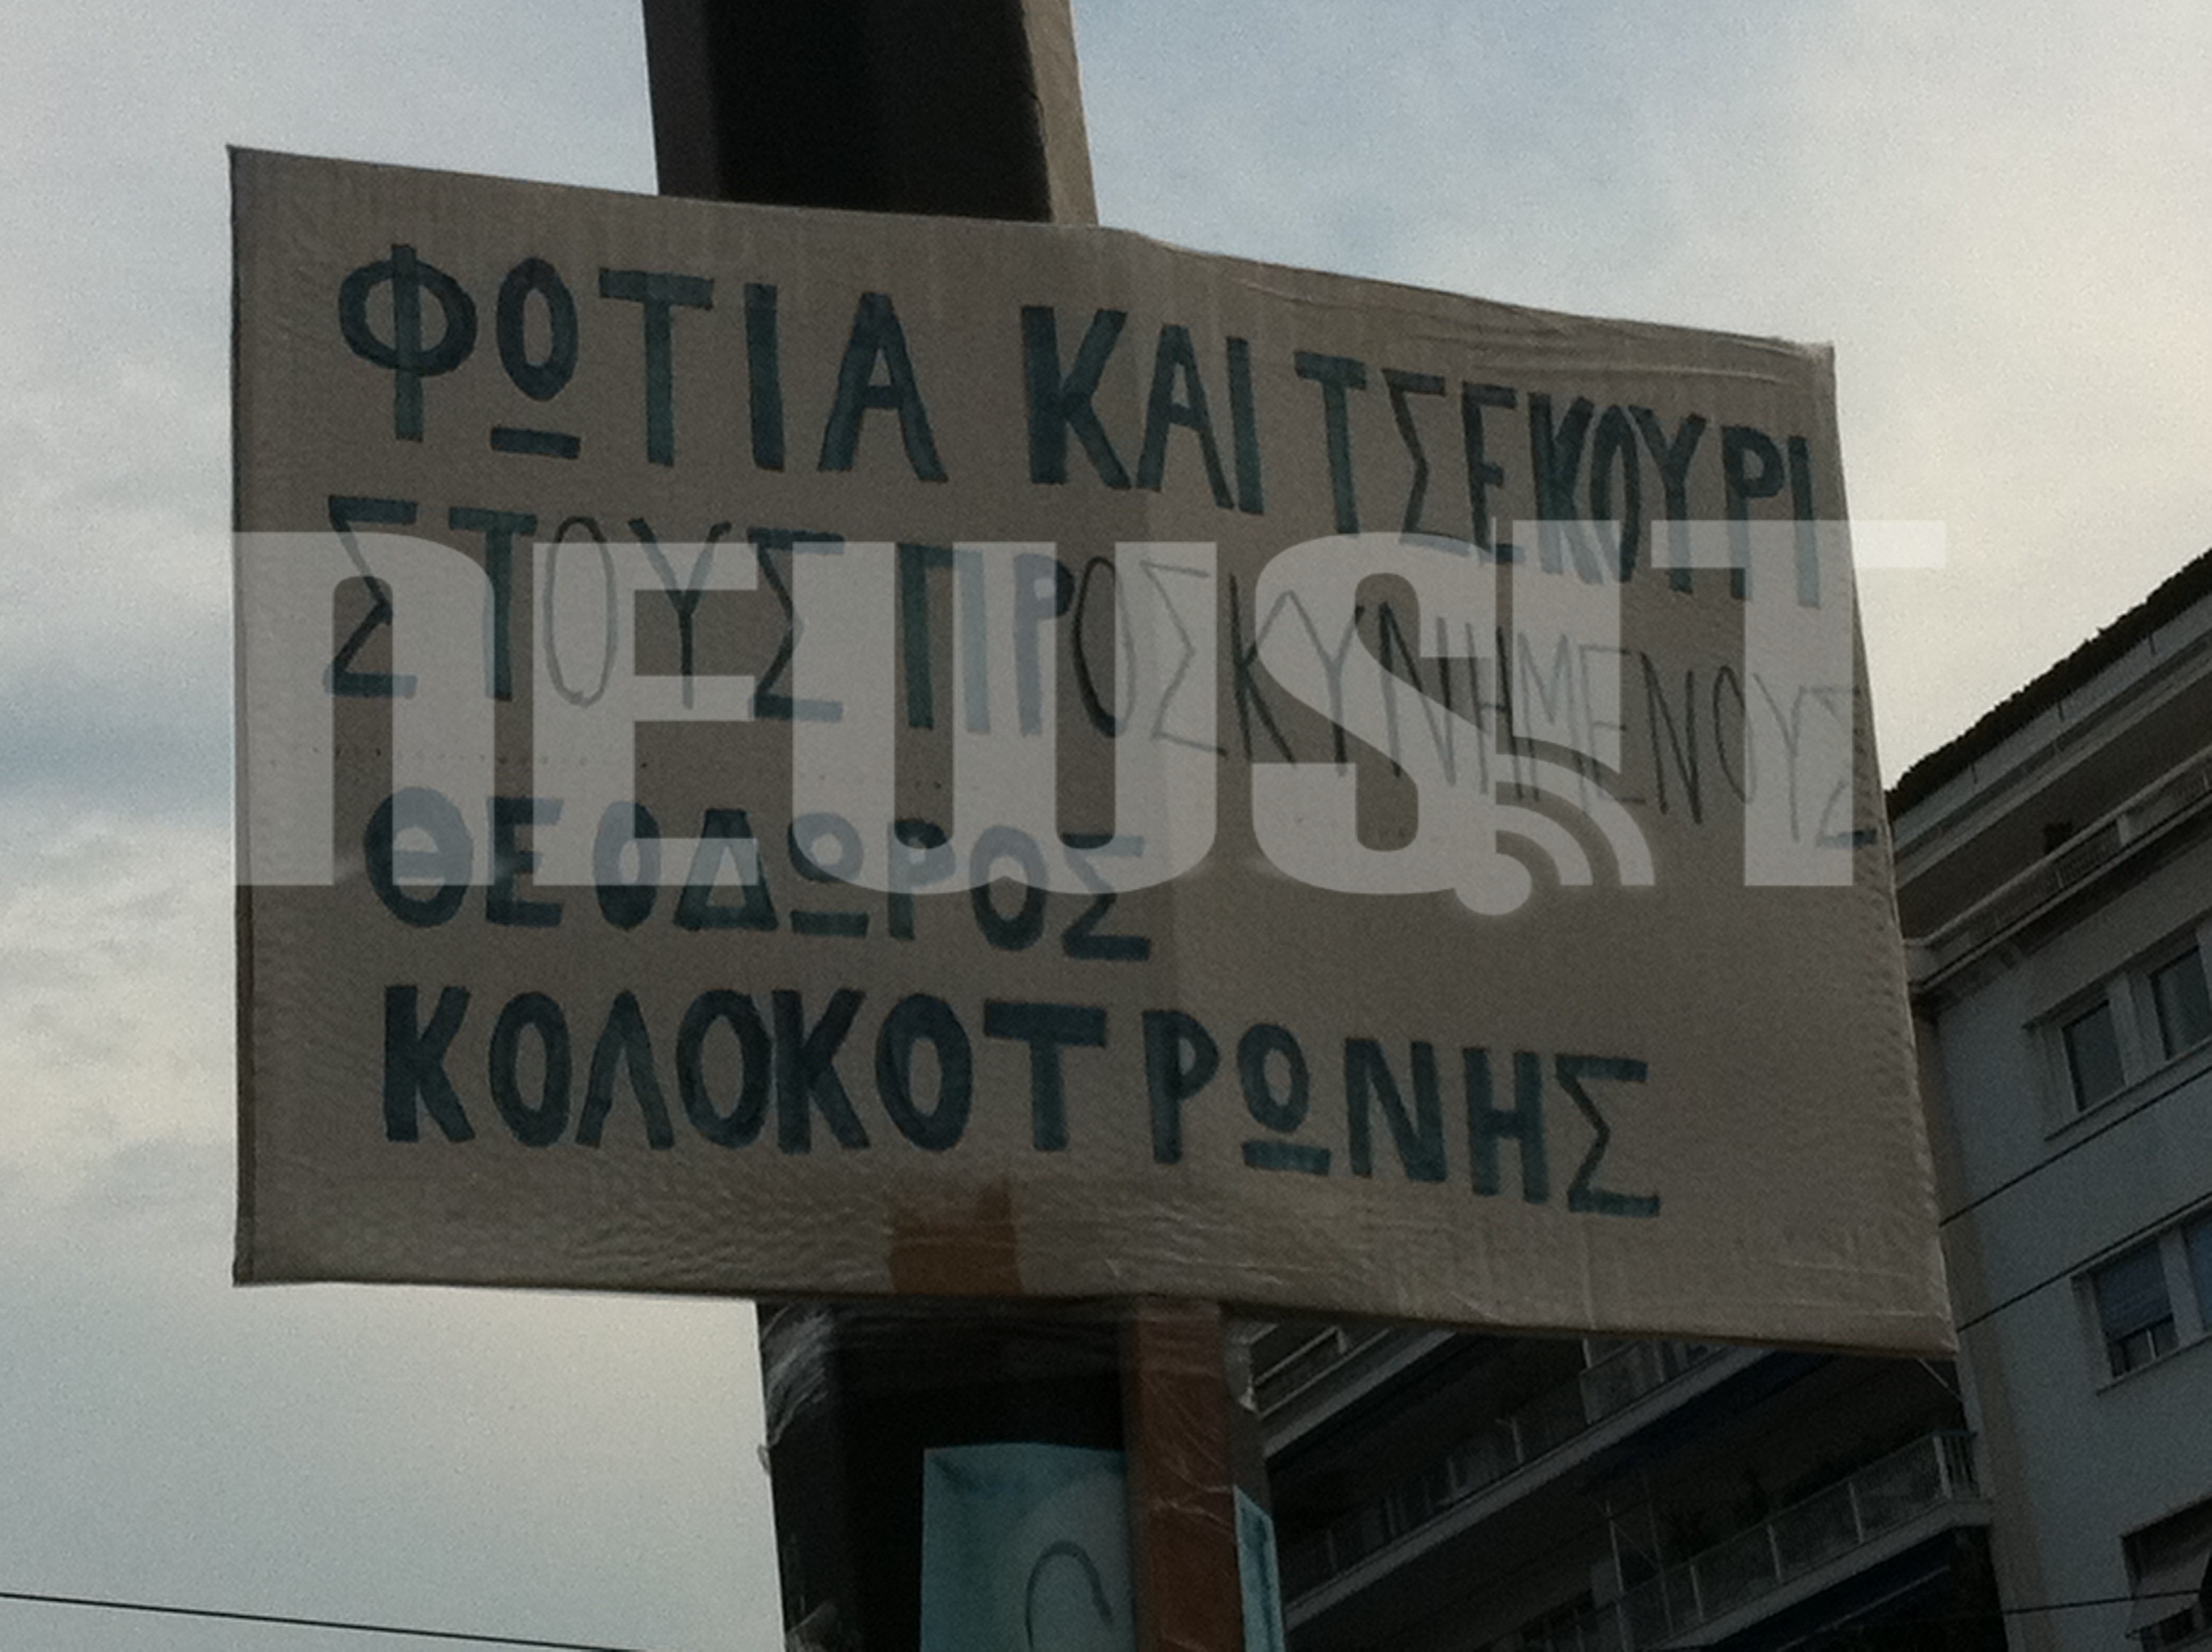 ΦΩΤΙΑ ΚΑΙ ΤΣΕΚΟΥΡΙ
ΣΤΟΥΣ ΠΡΟΣΚΥΝΗΜΕΝΟΥΣ
ΘΕΟΔΩΡΟΣ
ΚΟΛΟΚΟΤΡΩΝΗΣ
NEWSIT